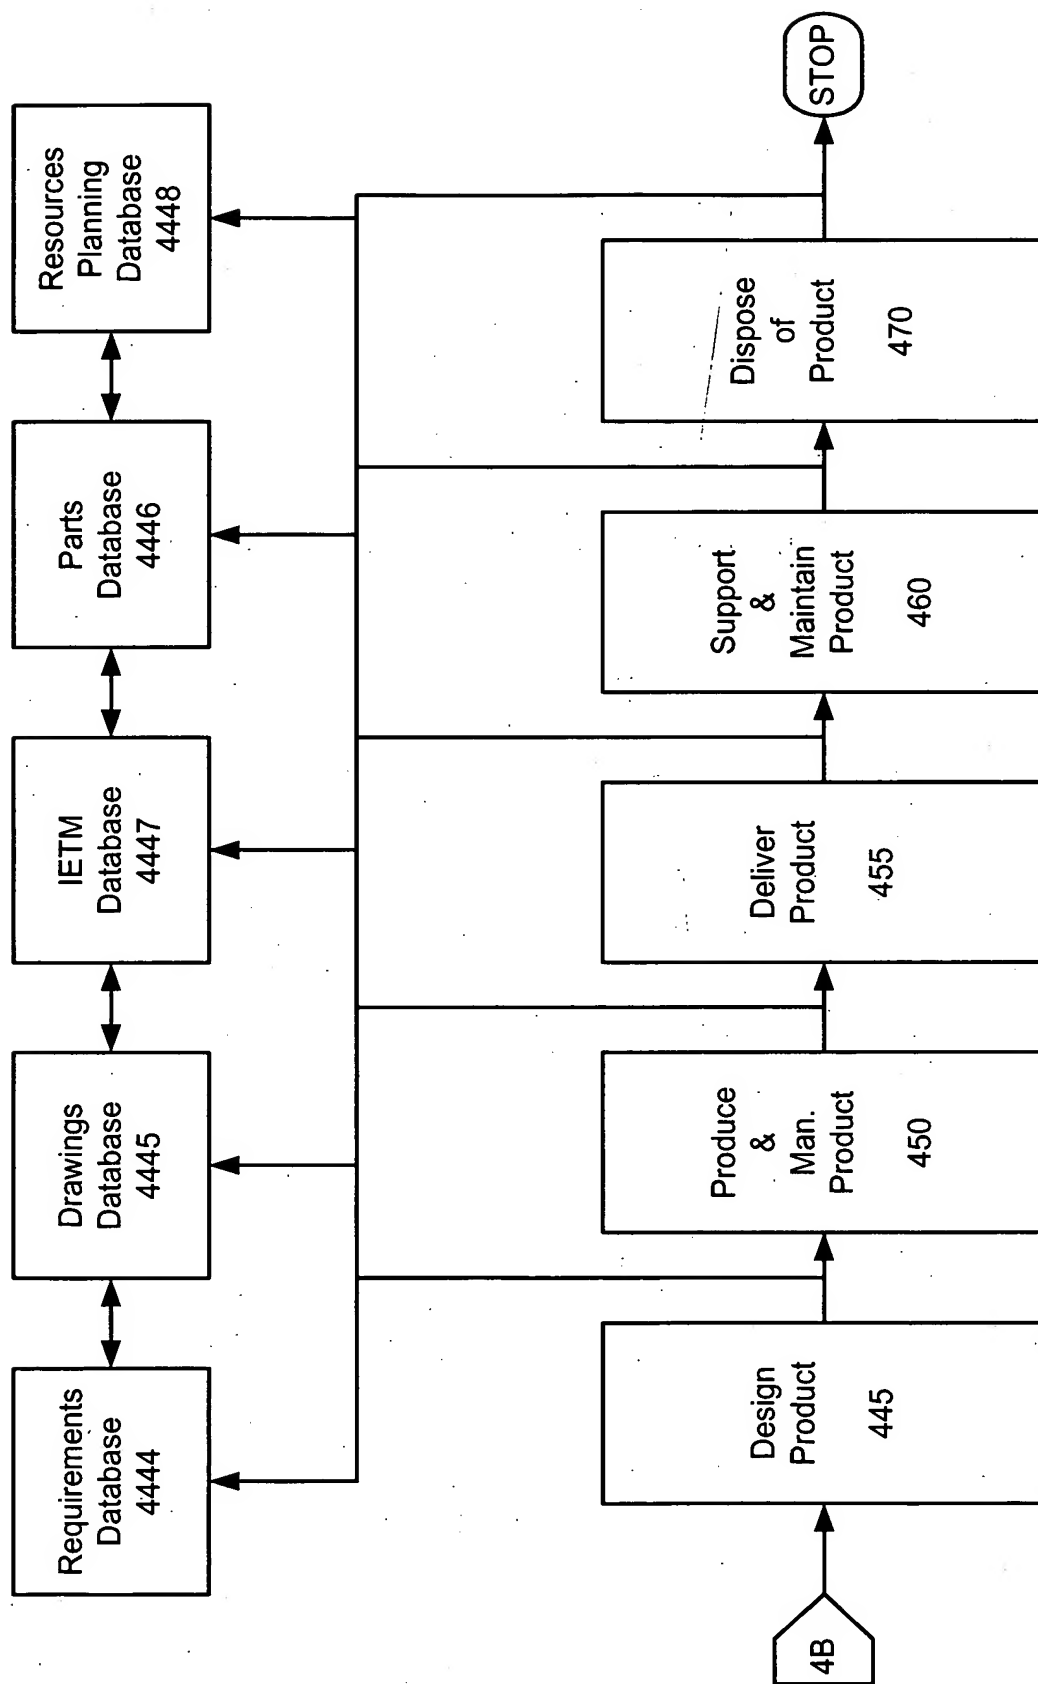 Requirements
Database
4444
Drawings
Database
4445
IETM
Database
4447
Parts
Database
4446
Resources
Planning
Database
4448
4B
Design
Product
445
Produce
&
Man.
Product
450
Deliver
Product
455
Support
&
Maintain
Product
460
Dispose
of
Product
470
STOP